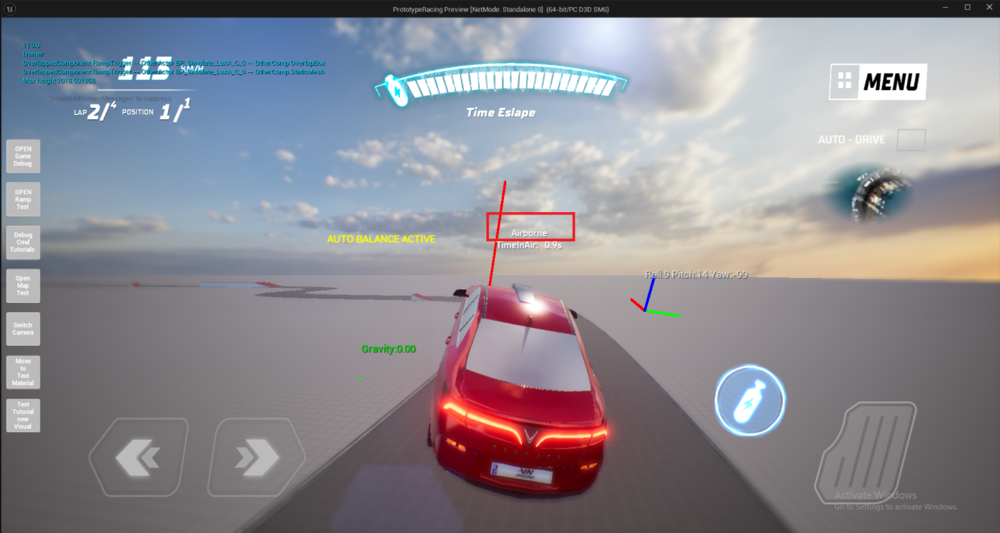 PrototypeRacing Preview [NetMode: Standalone 0] (64-bit/PC D3D SM6)
1 | 0.0
timmer
OverlappedComponent RampTrigger -- OtherActor BP_Simulate_LuxA_C_0 -- OtherComp OverlapBox
OverlappedComponent RampTrigger -- OtherActor BP_Simulate_LuxA_C_0 -- OtherComp StaticMesh
Max height 1018.601868
KM/H
'DisableAllScreenMessages' to suppress
LAP 2/4 POSITION 1/1
Time Eslape
MENU
AUTO - DRIVE
OPEN
Game
Debug
OPEN
Ramp
Test
Debug
Cmd
Tutorials
Open
Map
Test
Switch
Camera
Move
to
Test
Material
Test
Tutorial
new
Visual
AUTO BALANCE ACTIVE
Airborne
TimeInAir: 0.9s
Roll:9 Pitch:14 Yaw:-99
Gravity:0.00
VINFAST
VN
RACING
Activate Windows
Go to Settings to activate Windows.